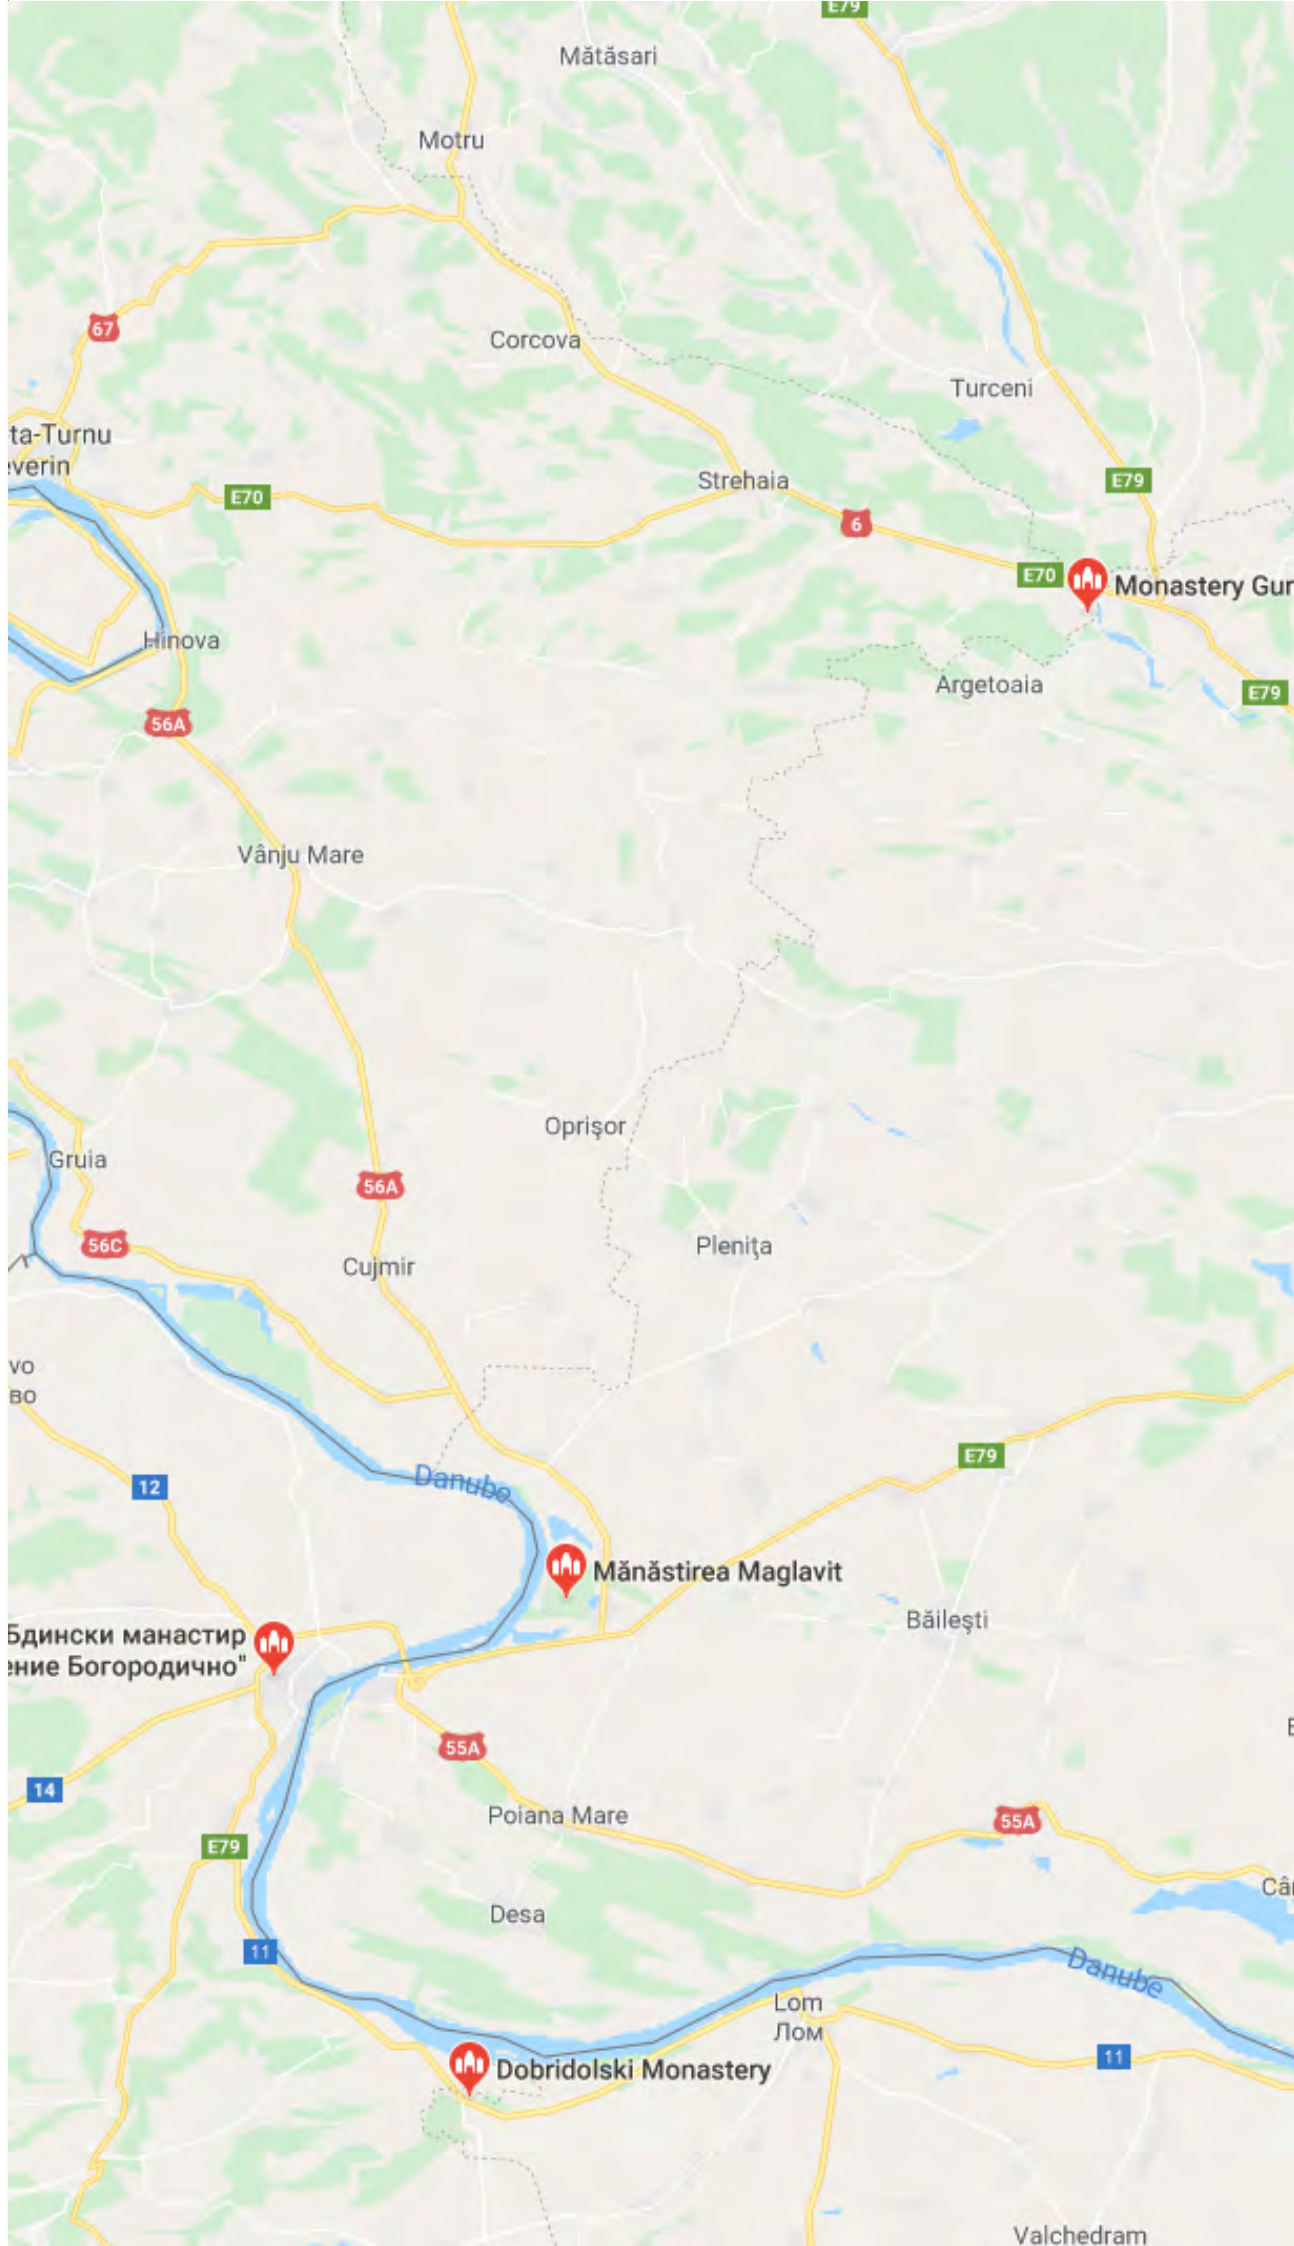 E79
Mătăsari
Motru
67
Corcova
Turceni
ta-Turnu
verin
E70
Strehaia
E79
6
E70
Monastery Gur
Hinova
Argetoaia
E79
56A
Vânju Mare
Oprişor
Gruia
56A
56C
Pleniţa
Cujmir
vo
во
E79
12
Danube
Mănăstirea Maglavit
Băileşti
Бдински манастир
ение Богородично"
55A
14
Poiana Mare
55A
E79
Desa
Câ
11
Danube
Lom
Лом
11
Dobridolski Monastery
Valchedram